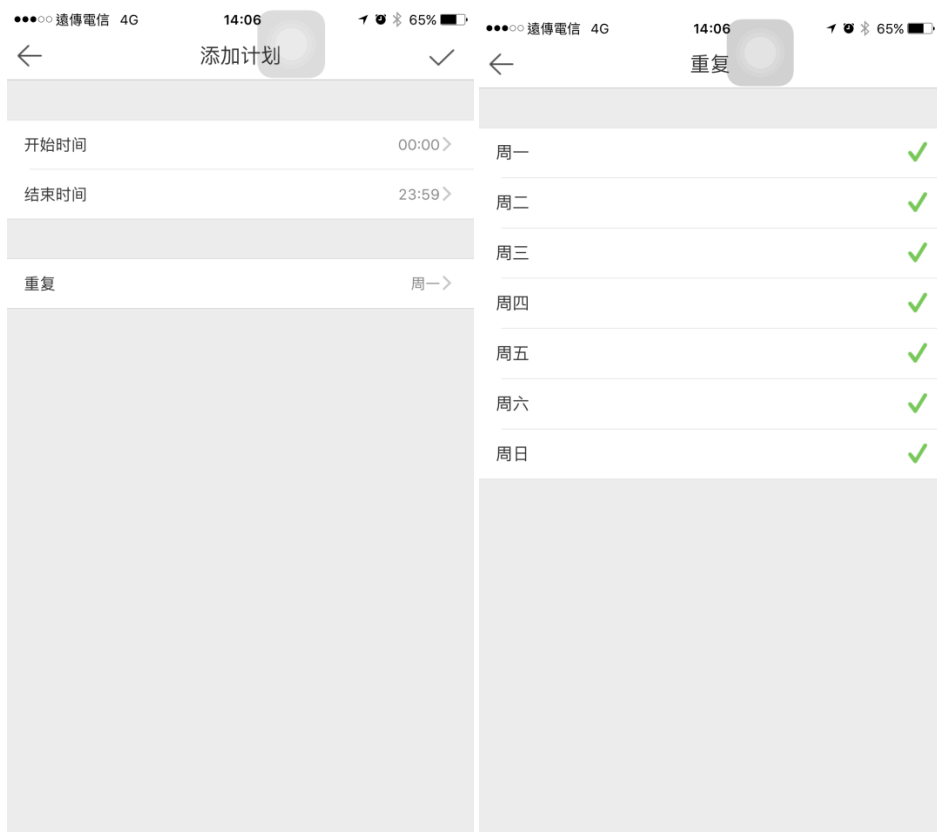 遠傳電信 4G 14:06 65%
添加计划
开始时间 00:00
结束时间 23:59
重复 周一
遠傳電信 4G 14:06 65%
重复
周一
周二
周三
周四
周五
周六
周日